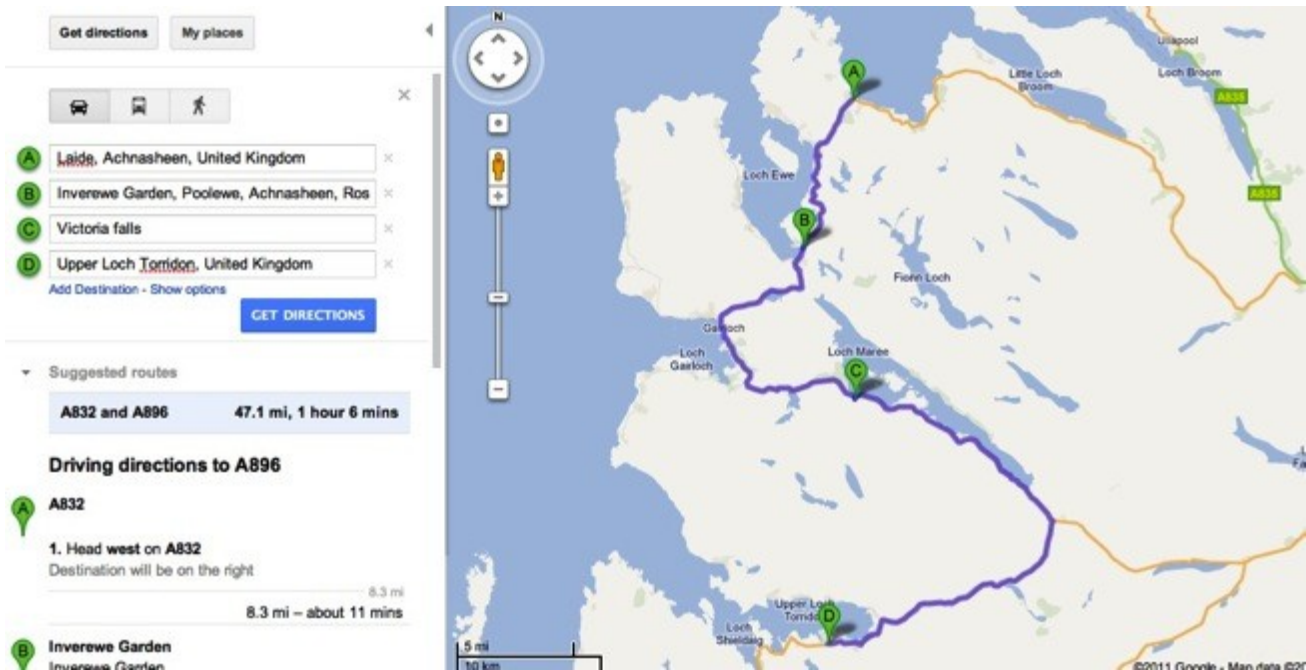 Get directions
My places
A
Laide, Achnasheen, United Kingdom
B
Inverewe Garden, Poolewe, Achnasheen, Ros
C
Victoria falls
D
Upper Loch Torridon, United Kingdom
Add Destination - Show options
GET DIRECTIONS
Suggested routes
A832 and A896
47.1 mi, 1 hour 6 mins
Driving directions to A896
A
A832
1. Head west on A832
Destination will be on the right
8.3 mi
8.3 mi – about 11 mins
B
Inverewe Garden
Inverewe Garden
N
Ullapool
A
Little Loch
Broom
Loch Broom
A835
Loch Ewe
A835
B
Fionn Loch
Gairloch
Loch
Gairloch
Loch Maree
C
Upper Loch
Torridon
D
Loch
Shieldaig
5 mi
10 km
©2011 Google - Map data ©20